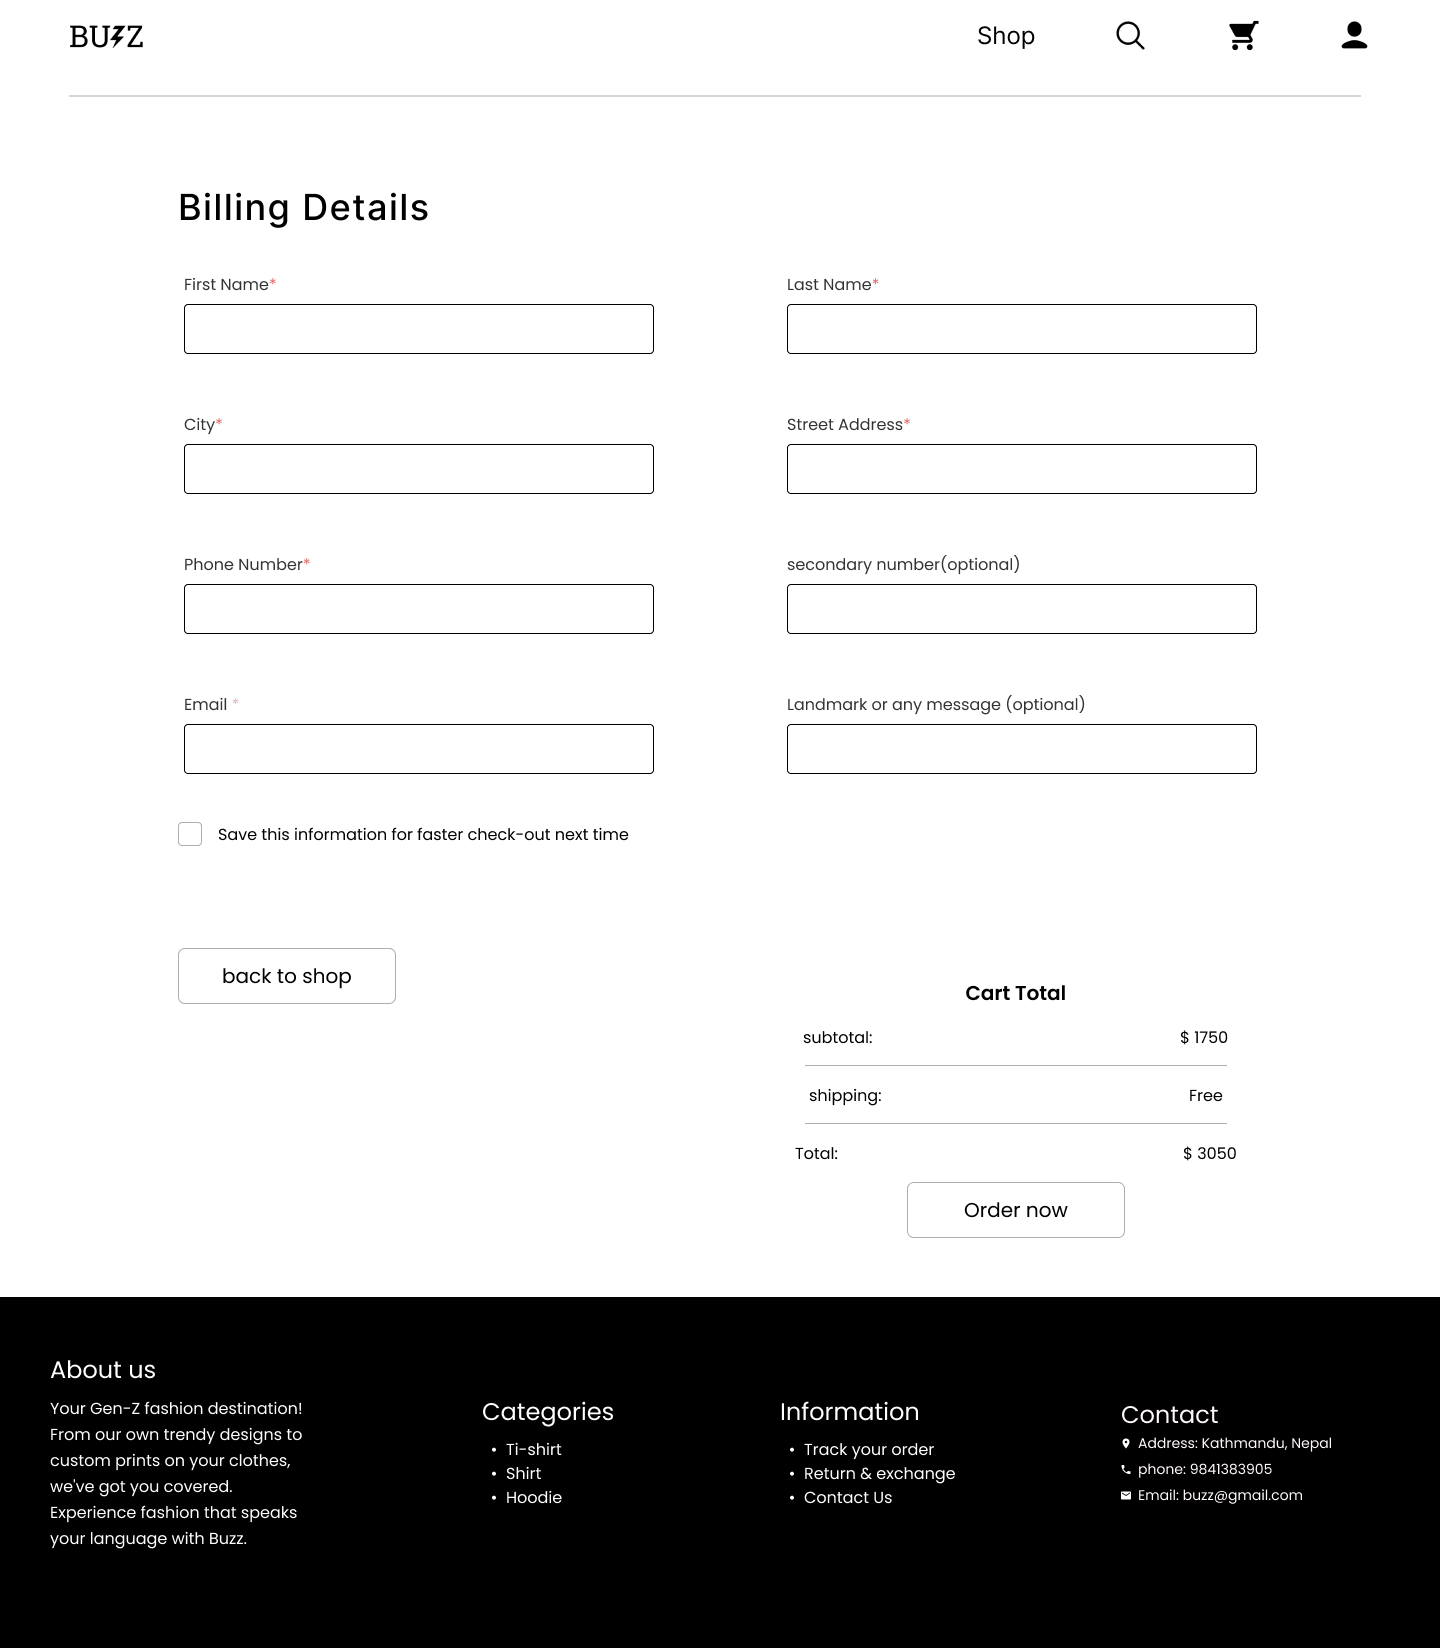 BUZZ
Shop
Billing Details
First Name*
Last Name*
City*
Street Address*
Phone Number*
secondary number(optional)
Email *
Landmark or any message (optional)
Save this information for faster check-out next time
back to shop
Cart Total
subtotal: $ 1750
shipping: Free
Total: $ 3050
Order now
About us
Your Gen-Z fashion destination!
From our own trendy designs to
custom prints on your clothes,
we've got you covered.
Experience fashion that speaks
your language with Buzz.
Categories
• Ti-shirt
• Shirt
• Hoodie
Information
• Track your order
• Return & exchange
• Contact Us
Contact
Address: Kathmandu, Nepal
phone: 9841383905
Email: buzz@gmail.com